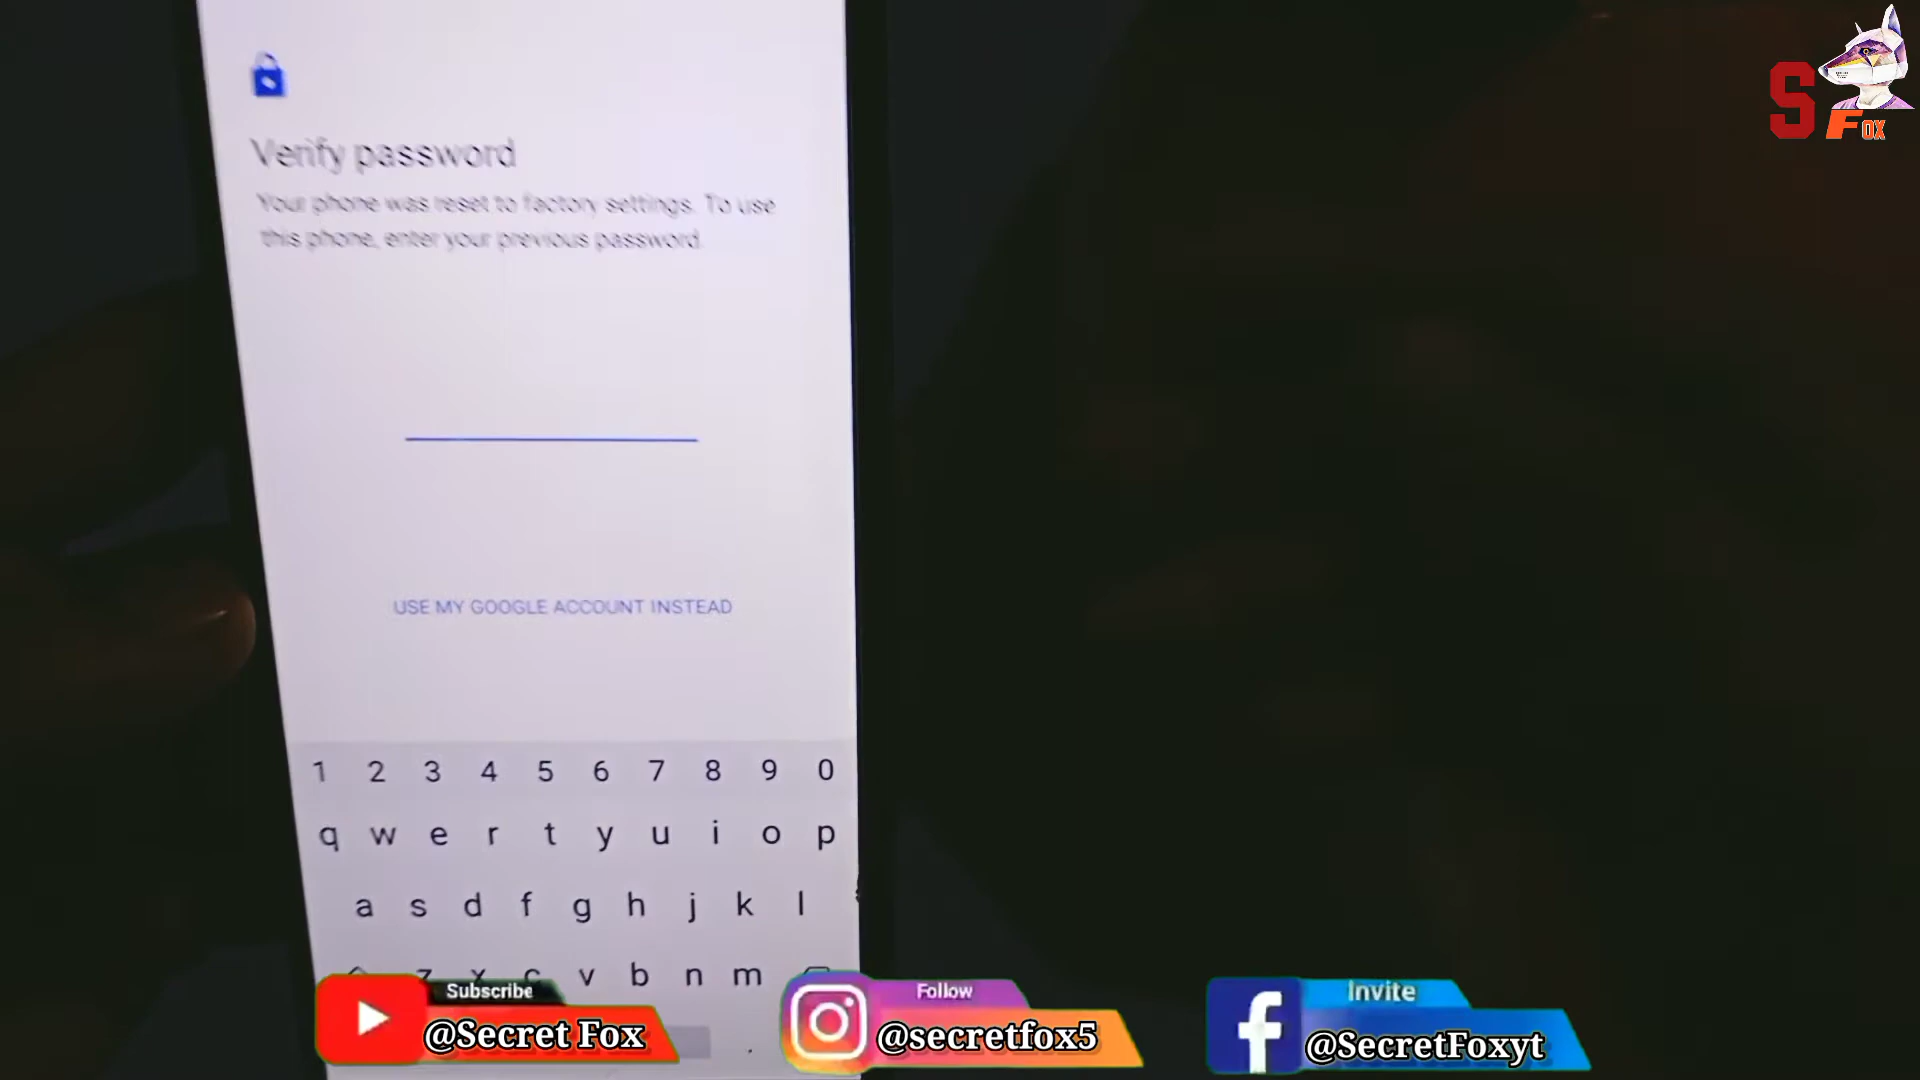 S
Fox
Verify password
Your phone was reset to factory settings. To use
this phone, enter your previous password.
USE MY GOOGLE ACCOUNT INSTEAD
1 2 3 4 5 6 7 8 9 0
q w e r t y u i o p
a s d f g h j k l
z x c v b n m
Subscribe
@Secret Fox
Follow
@secretfox5
Invite
@SecretFoxyt